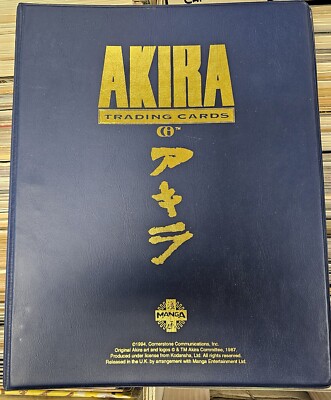 AKIRA
TRADING CARDS
TM
アキラ
MANGA
©1994, Cornerstone Communications, Inc.
Original Akira art and logos © & TM Akira Committee, 1987.
Produced under license from Kodansha, Ltd. All rights reserved.
Released in the U.K. by arrangement with Manga Entertainment Ltd.